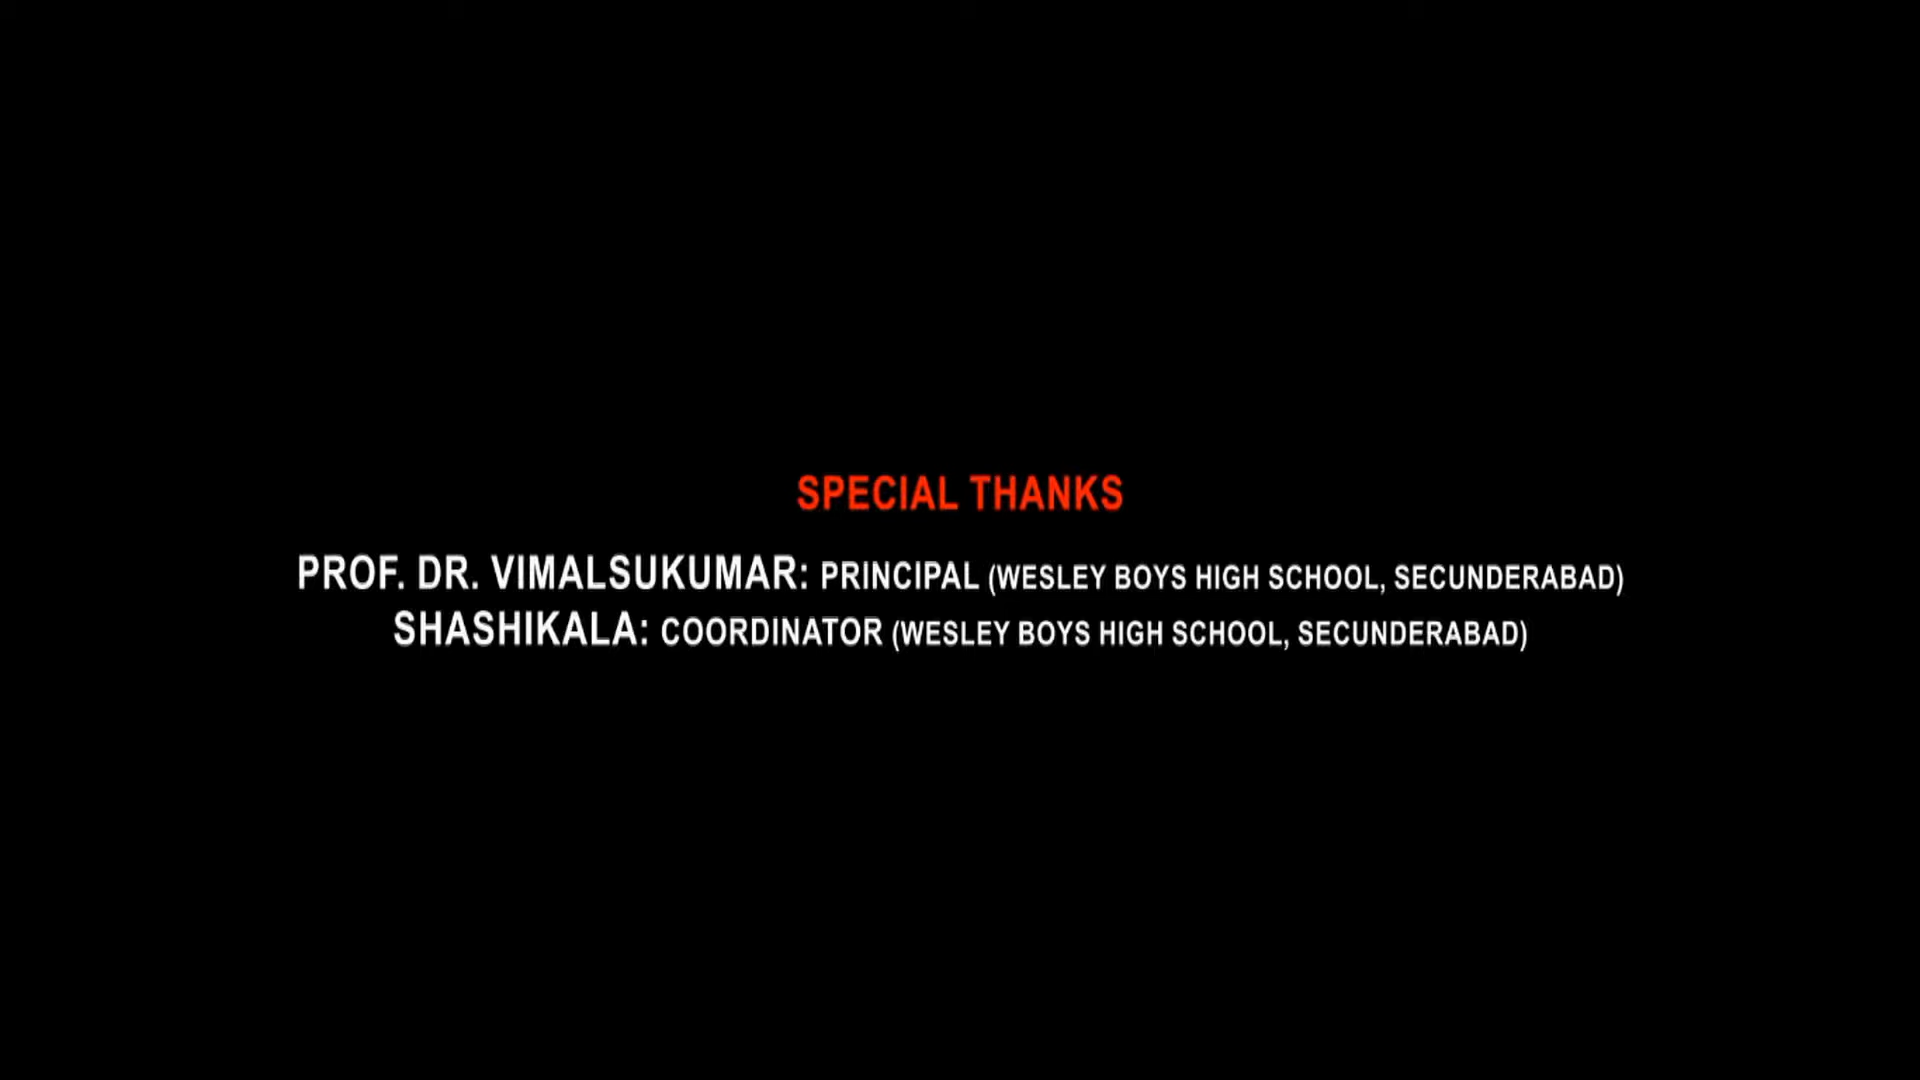 SPECIAL THANKS
PROF. DR. VIMALSUKUMAR: PRINCIPAL (WESLEY BOYS HIGH SCHOOL, SECUNDERABAD)
SHASHIKALA: COORDINATOR (WESLEY BOYS HIGH SCHOOL, SECUNDERABAD)